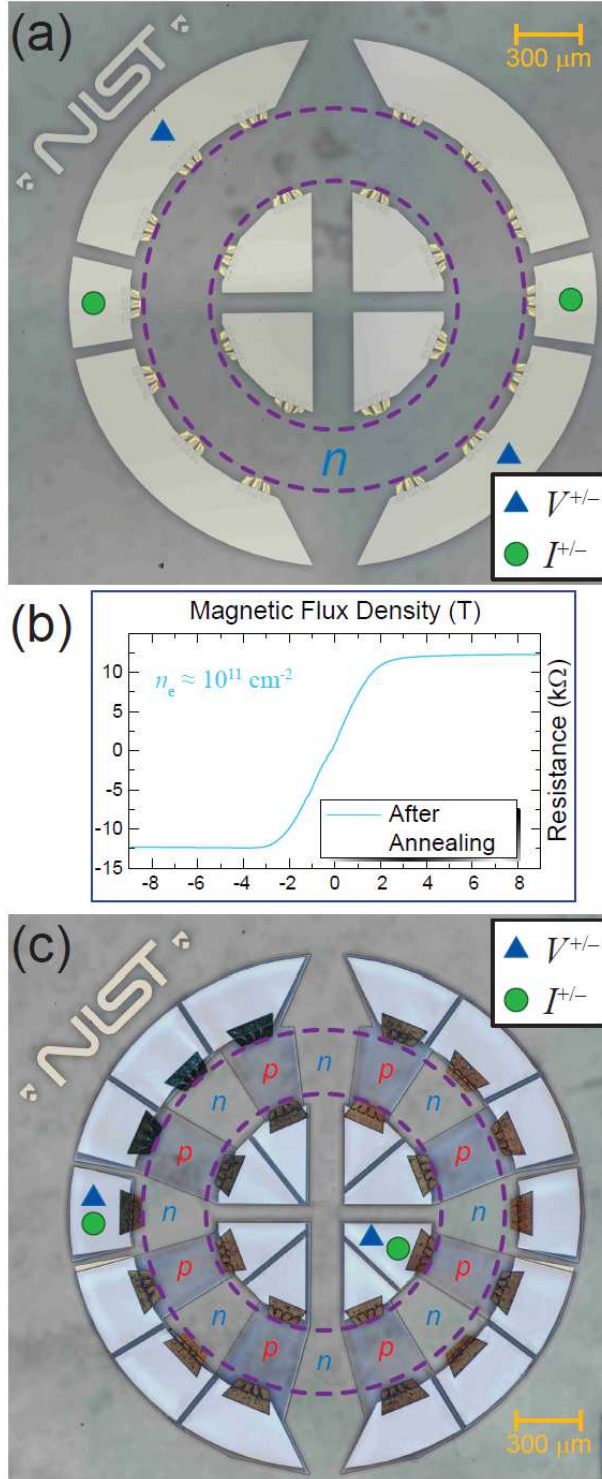 (a)
300 μm
NIST
n
V+/-
I+/-
(b)
Magnetic Flux Density (T)
nₑ ≈ 10¹¹ cm⁻²
10
5
0
-5
-10
-15
Resistance (kΩ)
After
Annealing
-8 -6 -4 -2 0 2 4 6 8
(c)
V+/-
I+/-
NIST
n
p p
n n
p p
n n
p p
n n
p p
n
300 μm